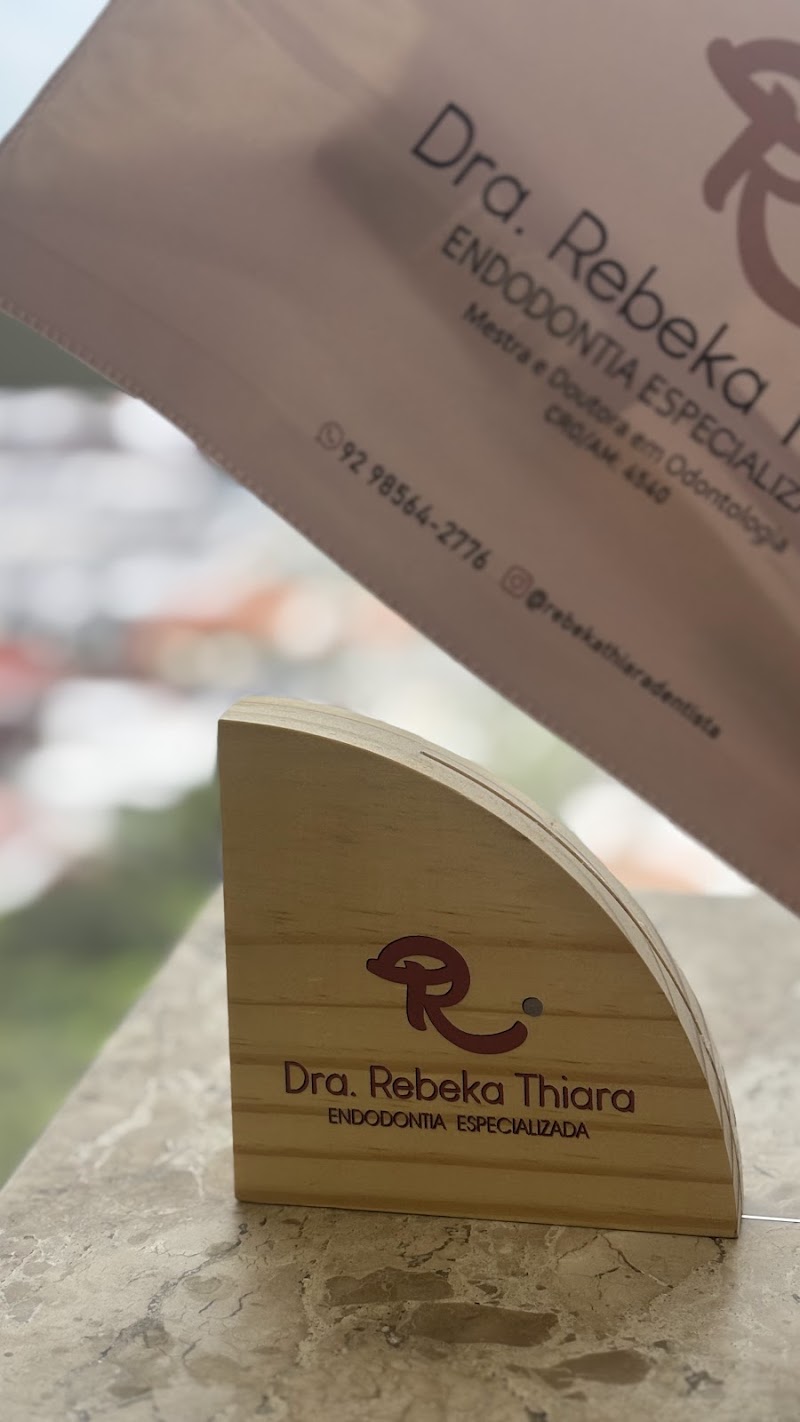 Dra. Rebeka
ENDODONTIA
Mestra e Doutora em Odontologia
CRO/AM: 4540
92 98564-2776 @rebekathiaradentista
R
Dra. Rebeka Thiara
ENDODONTIA ESPECIALIZADA